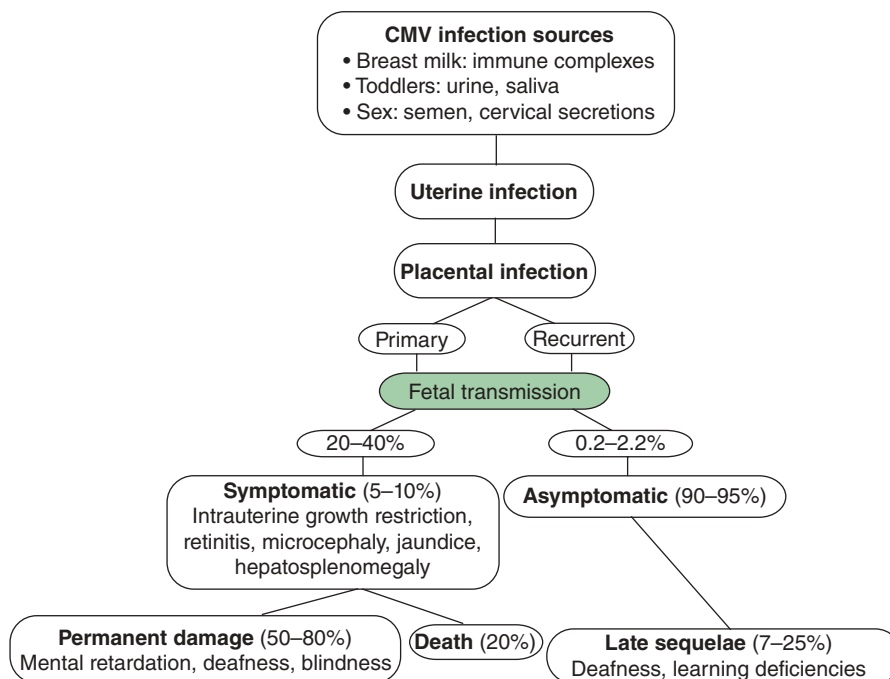 CMV infection sources
• Breast milk: immune complexes
• Toddlers: urine, saliva
• Sex: semen, cervical secretions
Uterine infection
Placental infection
Primary
Recurrent
Fetal transmission
20–40%
0.2–2.2%
Symptomatic (5–10%)
Intrauterine growth restriction,
retinitis, microcephaly, jaundice,
hepatosplenomegaly
Asymptomatic (90–95%)
Permanent damage (50–80%)
Mental retardation, deafness, blindness
Death (20%)
Late sequelae (7–25%)
Deafness, learning deficiencies